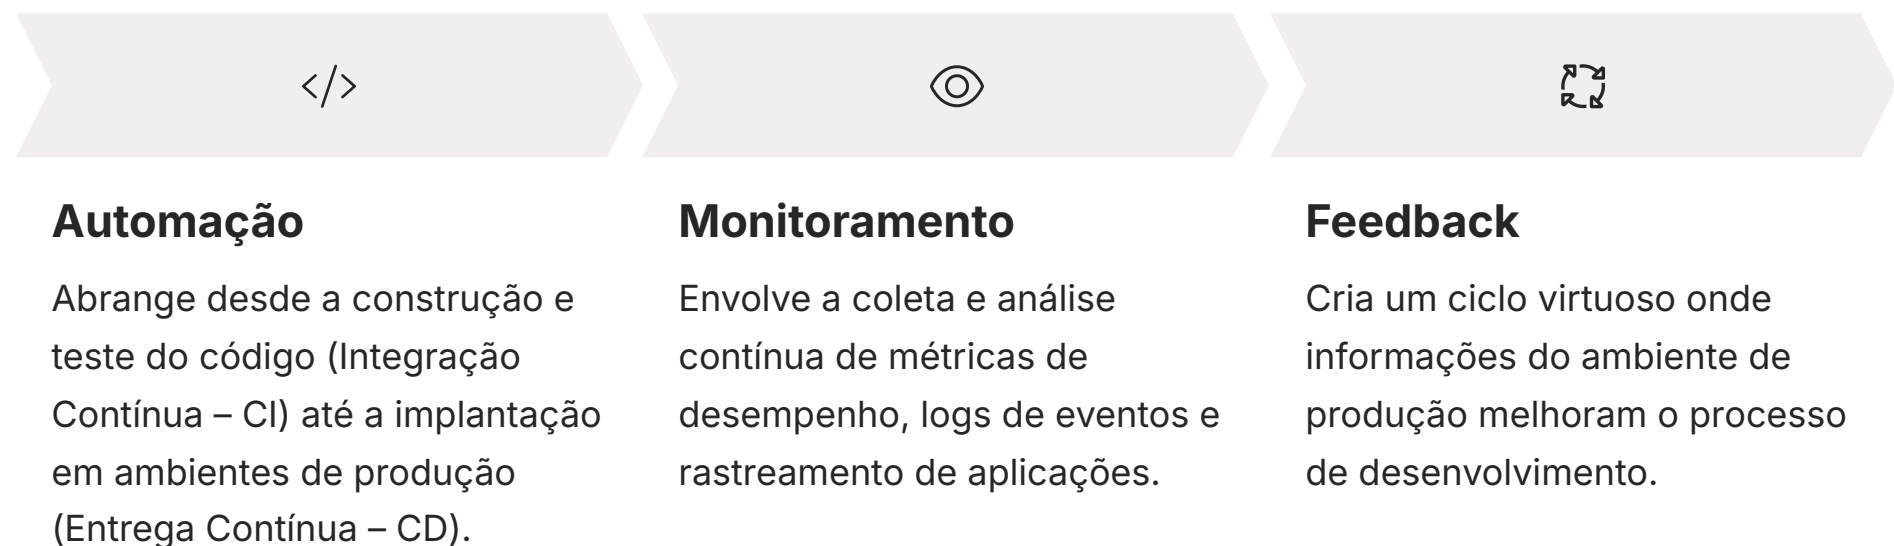 Automação
Abrange desde a construção e
teste do código (Integração
Contínua – CI) até a implantação
em ambientes de produção
(Entrega Contínua – CD).
Monitoramento
Envolve a coleta e análise
contínua de métricas de
desempenho, logs de eventos e
rastreamento de aplicações.
Feedback
Cria um ciclo virtuoso onde
informações do ambiente de
produção melhoram o processo
de desenvolvimento.